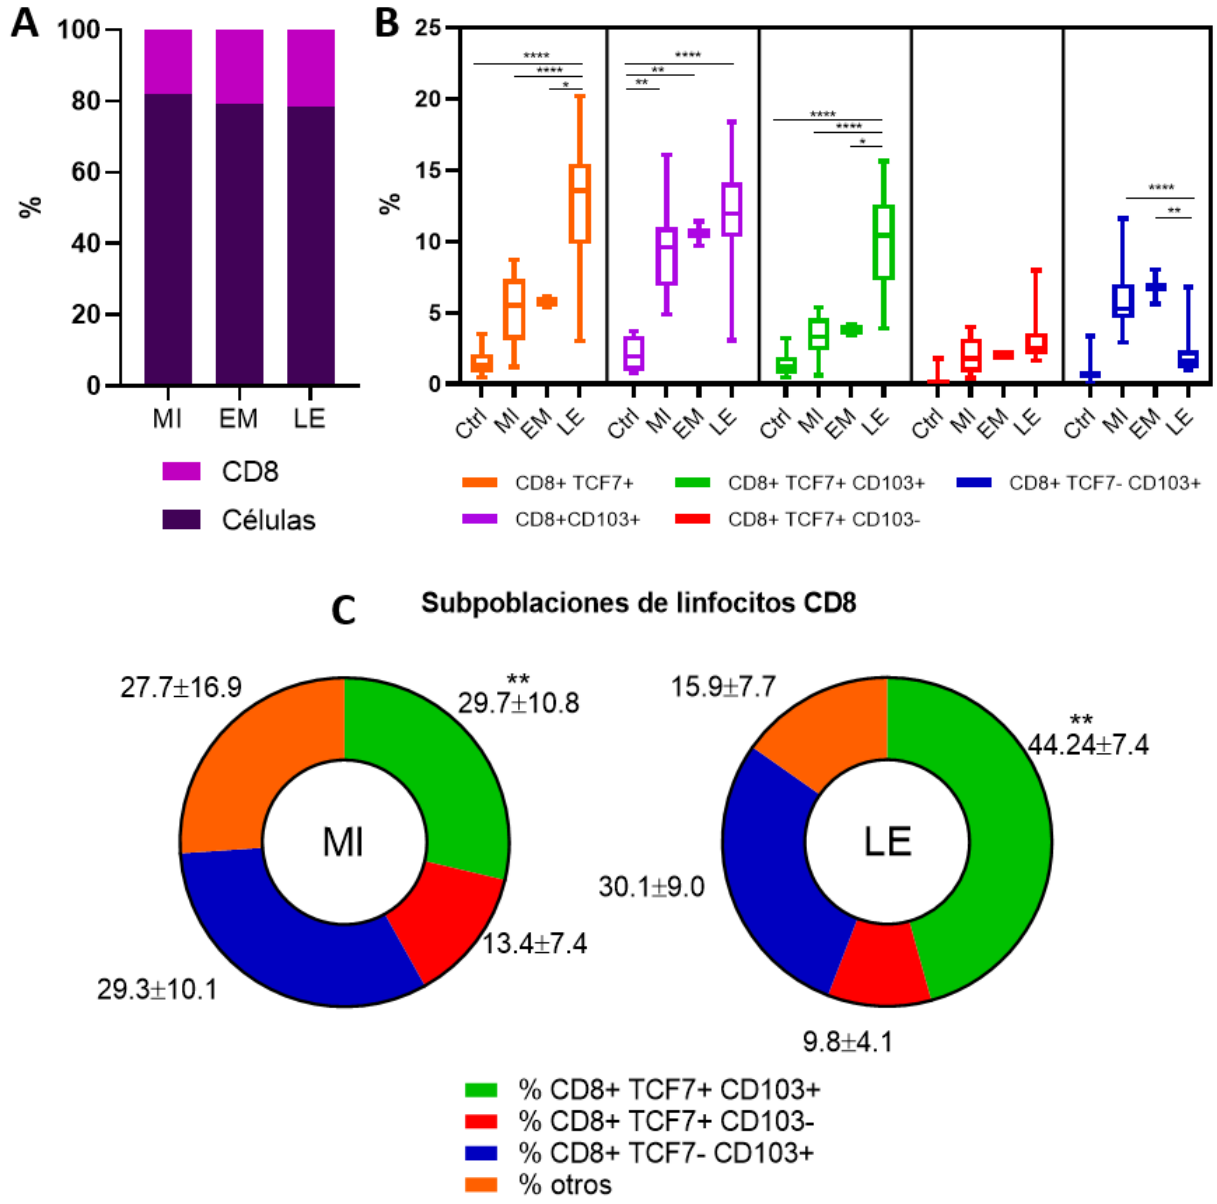 A
100
80
60
40
20
0
%
MI EM LE
CD8
Células
B
25
20
15
10
5
0
%
**** **** *
**** ** **
**** **** *
**** **
Ctrl MI EM LE Ctrl MI EM LE Ctrl MI EM LE Ctrl MI EM LE Ctrl MI EM LE
CD8+ TCF7+ CD8+ TCF7+ CD103+ CD8+ TCF7- CD103+
CD8+CD103+ CD8+ TCF7+ CD103-
C Subpoblaciones de linfocitos CD8
27.7±16.9
**
29.7±10.8
MI
13.4±7.4
29.3±10.1
15.9±7.7
**
44.24±7.4
LE
30.1±9.0
9.8±4.1
% CD8+ TCF7+ CD103+
% CD8+ TCF7+ CD103-
% CD8+ TCF7- CD103+
% otros